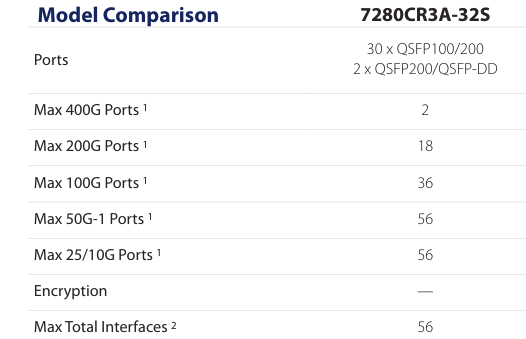 Model Comparison 7280CR3A-32S
Ports 30 x QSFP100/200
2 x QSFP200/QSFP-DD
Max 400G Ports ¹ 2
Max 200G Ports ¹ 18
Max 100G Ports ¹ 36
Max 50G-1 Ports ¹ 56
Max 25/10G Ports ¹ 56
Encryption —
Max Total Interfaces ² 56